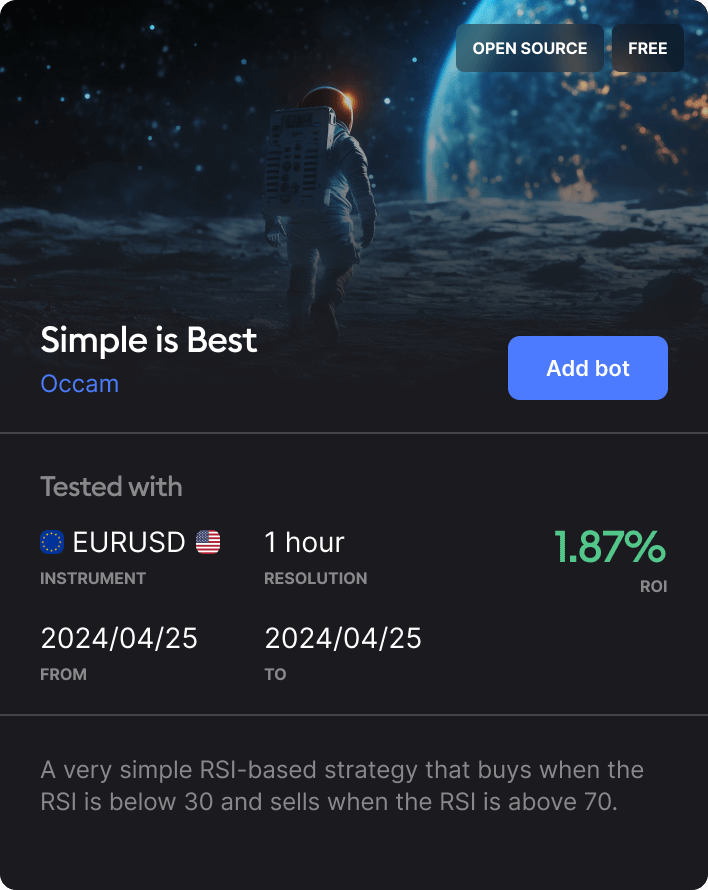 OPEN SOURCE FREE
Simple is Best
Occam
Add bot
Tested with
EURUSD 1 hour 1.87%
INSTRUMENT RESOLUTION ROI
2024/04/25 2024/04/25
FROM TO
A very simple RSI-based strategy that buys when the
RSI is below 30 and sells when the RSI is above 70.